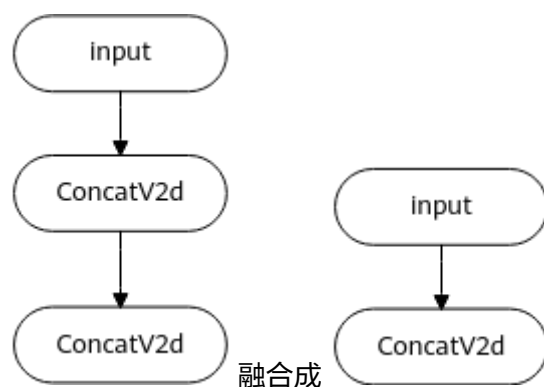 input
ConcatV2d
ConcatV2d
融合成
input
ConcatV2d